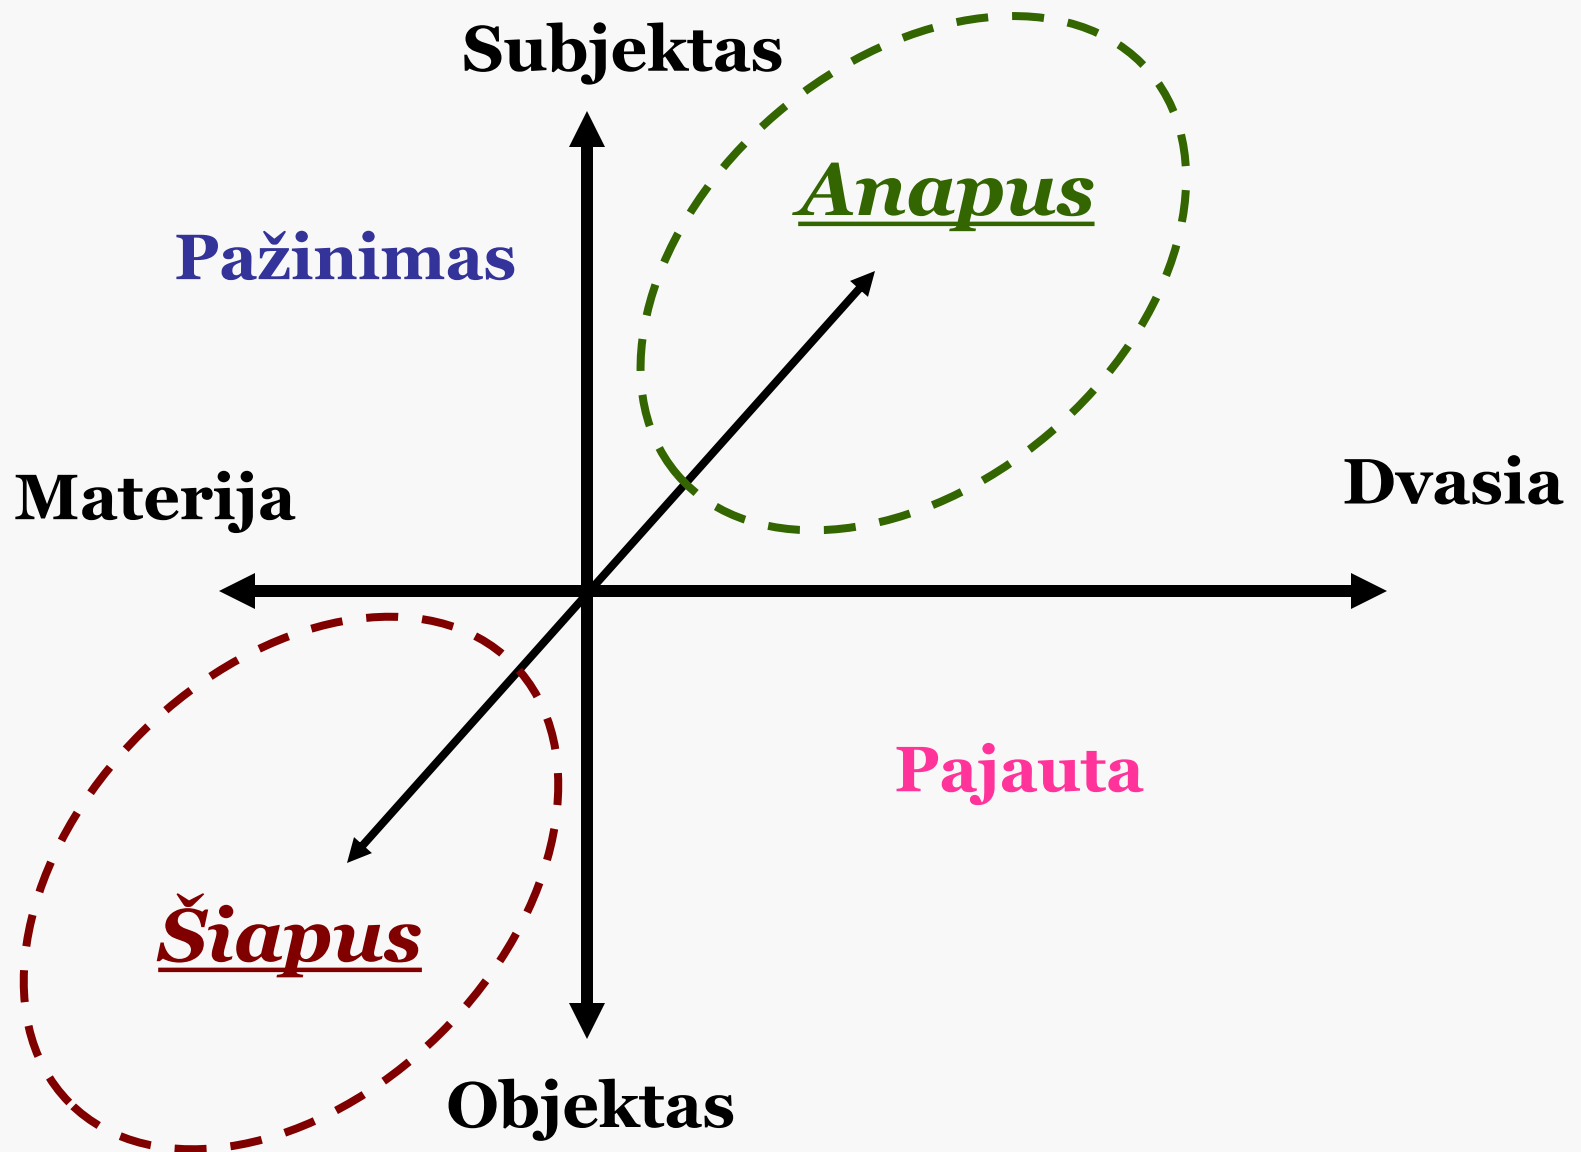 Subjektas
Anapus
Pažinimas
Materija
Dvasia
Pajauta
Šiapus
Objektas